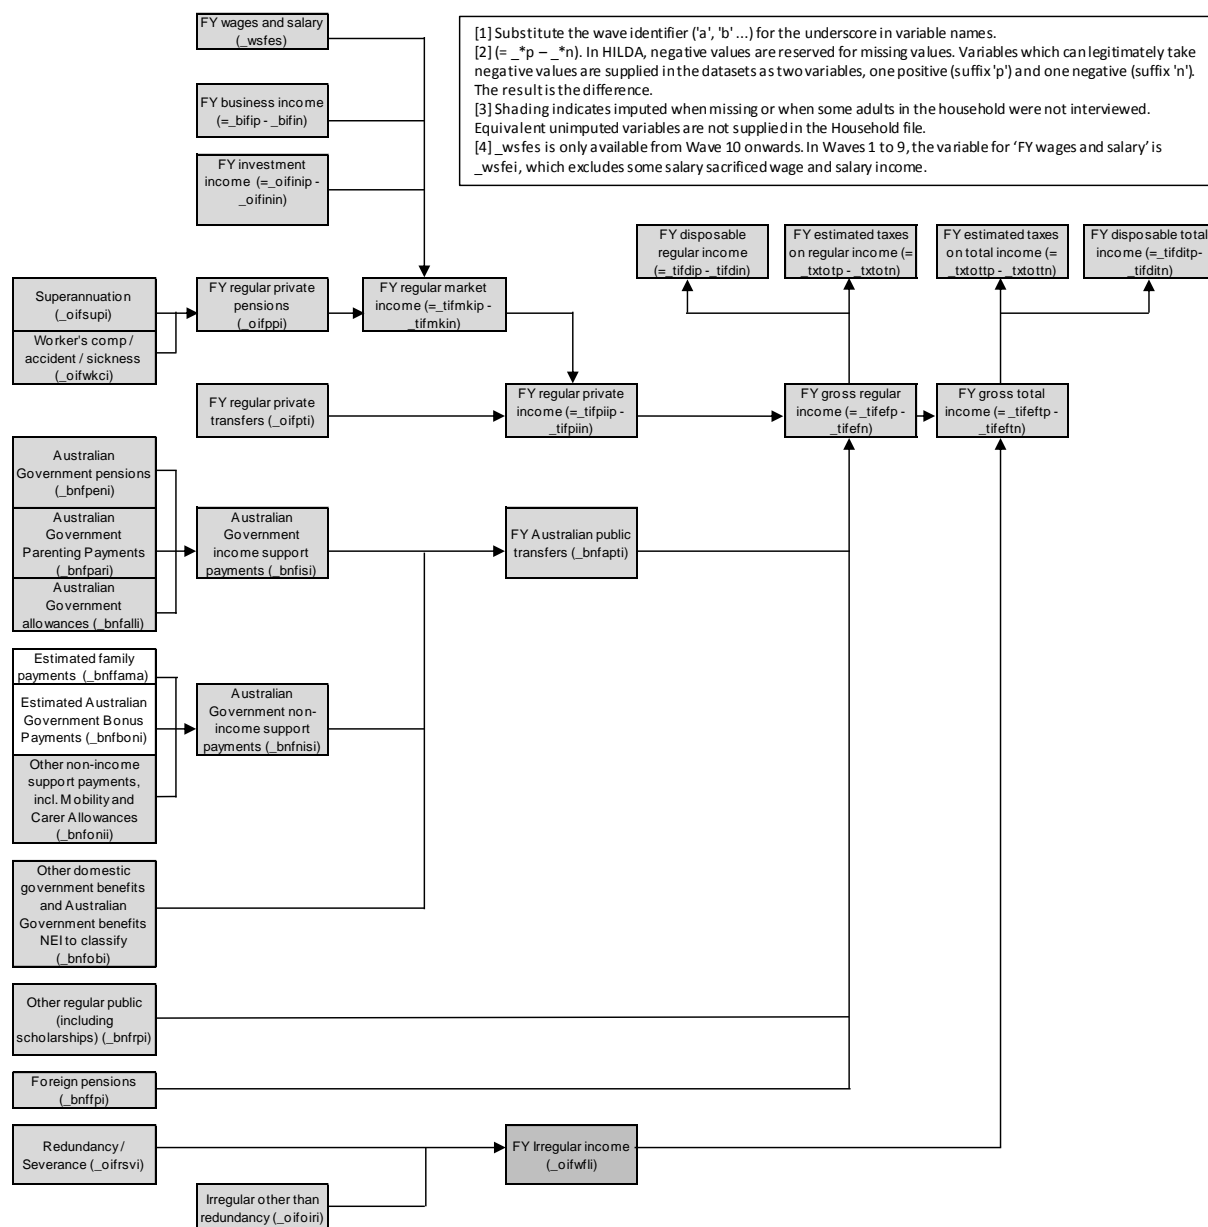 FY wages and salary
(_wsfes)
[1] Substitute the wave identifier ('a', 'b' ...) for the underscore in variable names.
[2] (= _*p – _*n). In HILDA, negative values are reserved for missing values. Variables which can legitimately take
negative values are supplied in the datasets as two variables, one positive (suffix 'p') and one negative (suffix 'n').
The result is the difference.
[3] Shading indicates imputed when missing or when some adults in the household were not interviewed.
Equivalent unimputed variables are not supplied in the Household file.
[4] _wsfes is only available from Wave 10 onwards. In Waves 1 to 9, the variable for ‘FY wages and salary’ is
_wsfei, which excludes some salary sacrificed wage and salary income.
FY business income
(=_bifip - _bifin)
FY investment
income (=_oifinip -
_oifinin)
FY disposable
regular income
(=_tifdip - _tifdin)
FY estimated taxes
on regular income (=
_txtotp - _txtotn)
FY estimated taxes
on total income (=
_txtottp - _txtottn)
FY disposable total
income (=_tifditp-
_tifditn)
Superannuation
(_oifsupi)
Worker's comp /
accident / sickness
(_oifwkci)
FY regular private
pensions
(_oifppi)
FY regular market
income (=_tifmkip -
_tifmkin)
FY regular private
transfers (_oifpti)
FY regular private
income (=_tifpiip -
_tifpiin)
FY gross regular
income (= _tifefp -
_tifefn)
FY gross total
income (= _tifeftp -
_tifeftn)
Australian
Government pensions
(_bnfpeni)
Australian
Government
Parenting Payments
(_bnfpari)
Australian
Government
allowances (_bnfalli)
Australian
Government
income support
payments (_bnfisi)
FY Australian public
transfers (_bnfapti)
Estimated family
payments (_bnffama)
Estimated Australian
Government Bonus
Payments (_bnfboni)
Other non-income
support payments,
incl. Mobility and
Carer Allowances
(_bnfonii)
Australian
Government non-
income support
payments (_bnfnisi)
Other domestic
government benefits
and Australian
Government benefits
NEI to classify
(_bnfobi)
Other regular public
(including
scholarships) (_bnfrpi)
Foreign pensions
(_bnffpi)
Redundancy /
Severance (_oifrsvi)
FY Irregular income
(_oifwfli)
Irregular other than
redundancy (_oifoiri)